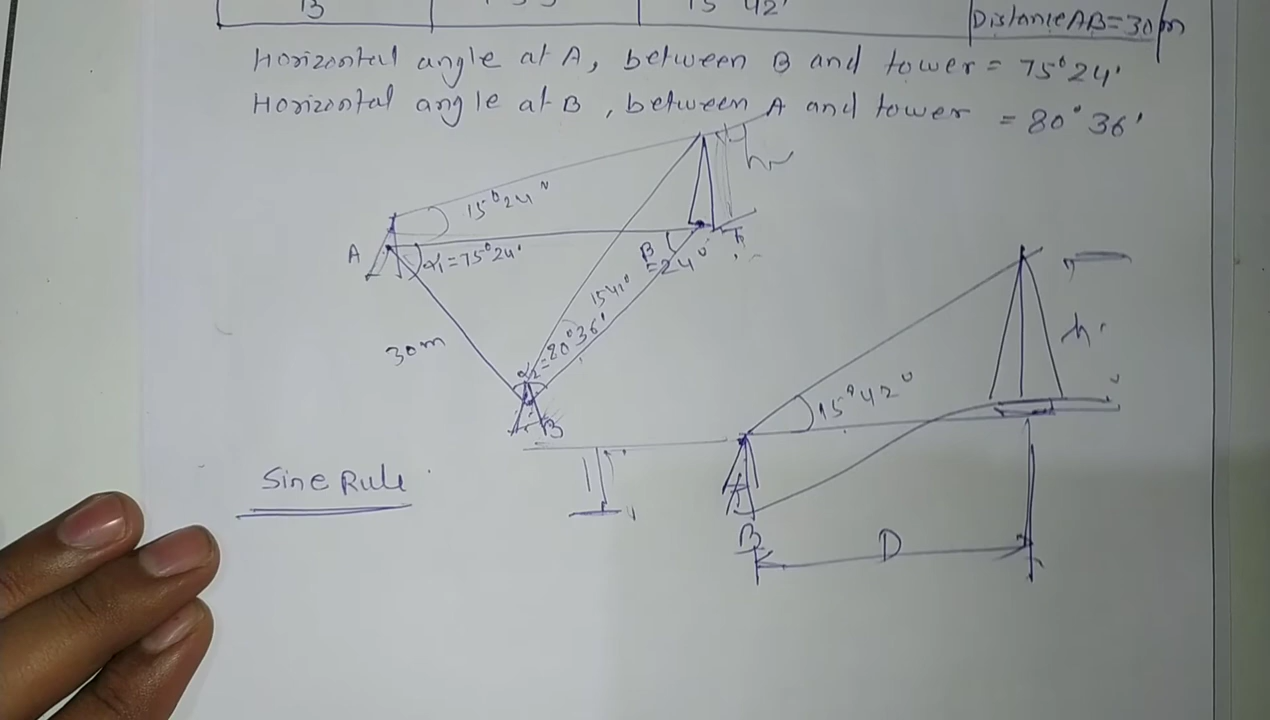 B 15°42'
Distance AB=30m
Horizontal angle at A, between B and tower = 75°24'
Horizontal angle at B, between A and tower = 80°36'
h
15°24"
A
α1=75°24'
B
=24°
30m
α2=80°36'
B
15°42°
h
Sine Rule
B
D